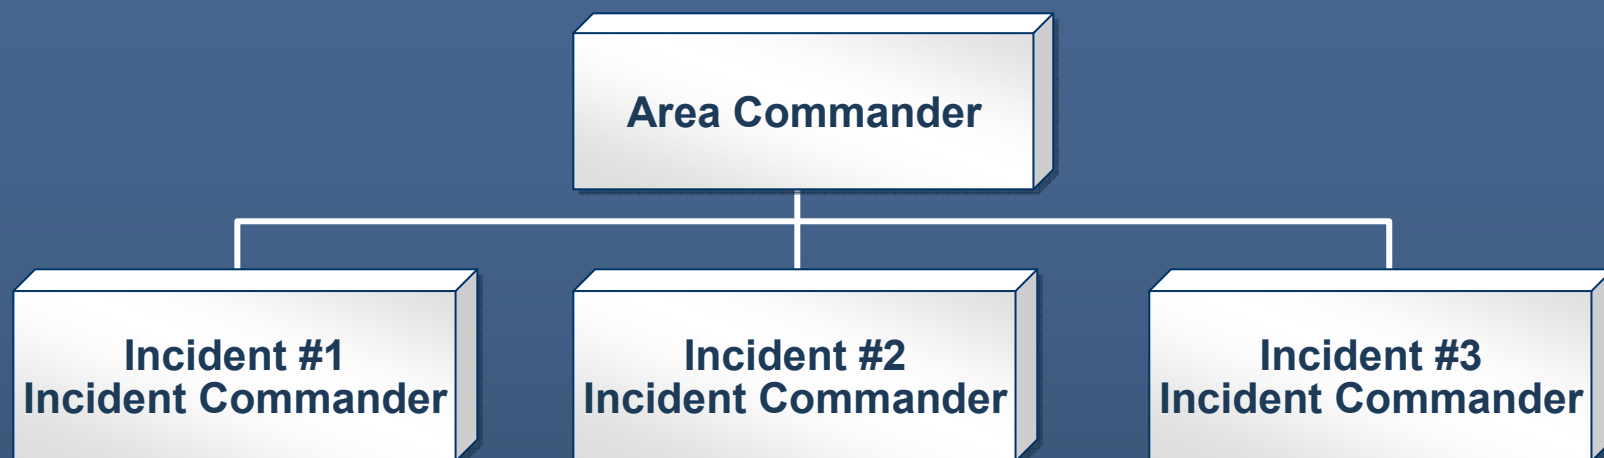 Area Commander
Incident #1
Incident Commander
Incident #2
Incident Commander
Incident #3
Incident Commander